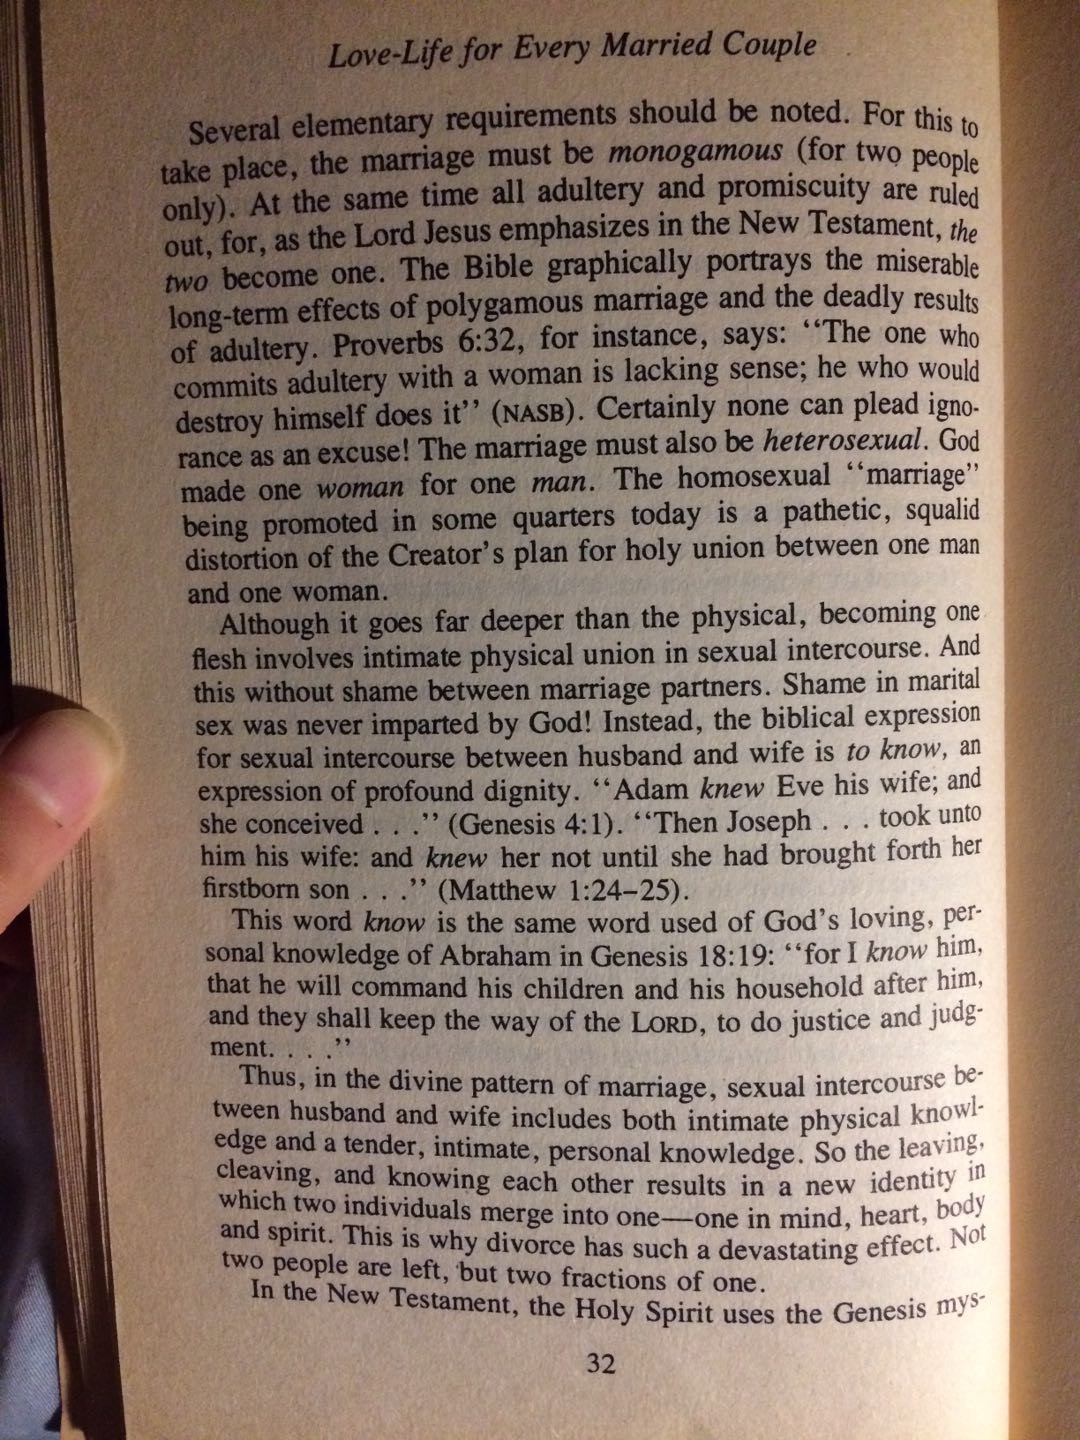 Love-Life for Every Married Couple
Several elementary requirements should be noted. For this to
take place, the marriage must be monogamous (for two people
only). At the same time all adultery and promiscuity are ruled
out, for, as the Lord Jesus emphasizes in the New Testament, the
two become one. The Bible graphically portrays the miserable
long-term effects of polygamous marriage and the deadly results
of adultery. Proverbs 6:32, for instance, says: "The one who
commits adultery with a woman is lacking sense; he who would
destroy himself does it" (NASB). Certainly none can plead igno-
rance as an excuse! The marriage must also be heterosexual. God
made one woman for one man. The homosexual "marriage"
being promoted in some quarters today is a pathetic, squalid
distortion of the Creator's plan for holy union between one man
and one woman.
Although it goes far deeper than the physical, becoming one
flesh involves intimate physical union in sexual intercourse. And
this without shame between marriage partners. Shame in marital
sex was never imparted by God! Instead, the biblical expression
for sexual intercourse between husband and wife is to know, an
expression of profound dignity. "Adam knew Eve his wife; and
she conceived . . ." (Genesis 4:1). "Then Joseph . . . took unto
him his wife: and knew her not until she had brought forth her
firstborn son . . ." (Matthew 1:24–25).
This word know is the same word used of God's loving, per-
sonal knowledge of Abraham in Genesis 18:19: "for I know him,
that he will command his children and his household after him,
and they shall keep the way of the LORD, to do justice and judg-
ment. . . ."
Thus, in the divine pattern of marriage, sexual intercourse be-
tween husband and wife includes both intimate physical knowl-
edge and a tender, intimate, personal knowledge. So the leaving,
cleaving, and knowing each other results in a new identity in
which two individuals merge into one—one in mind, heart, body
and spirit. This is why divorce has such a devastating effect. Not
two people are left, but two fractions of one.
In the New Testament, the Holy Spirit uses the Genesis mys-
32